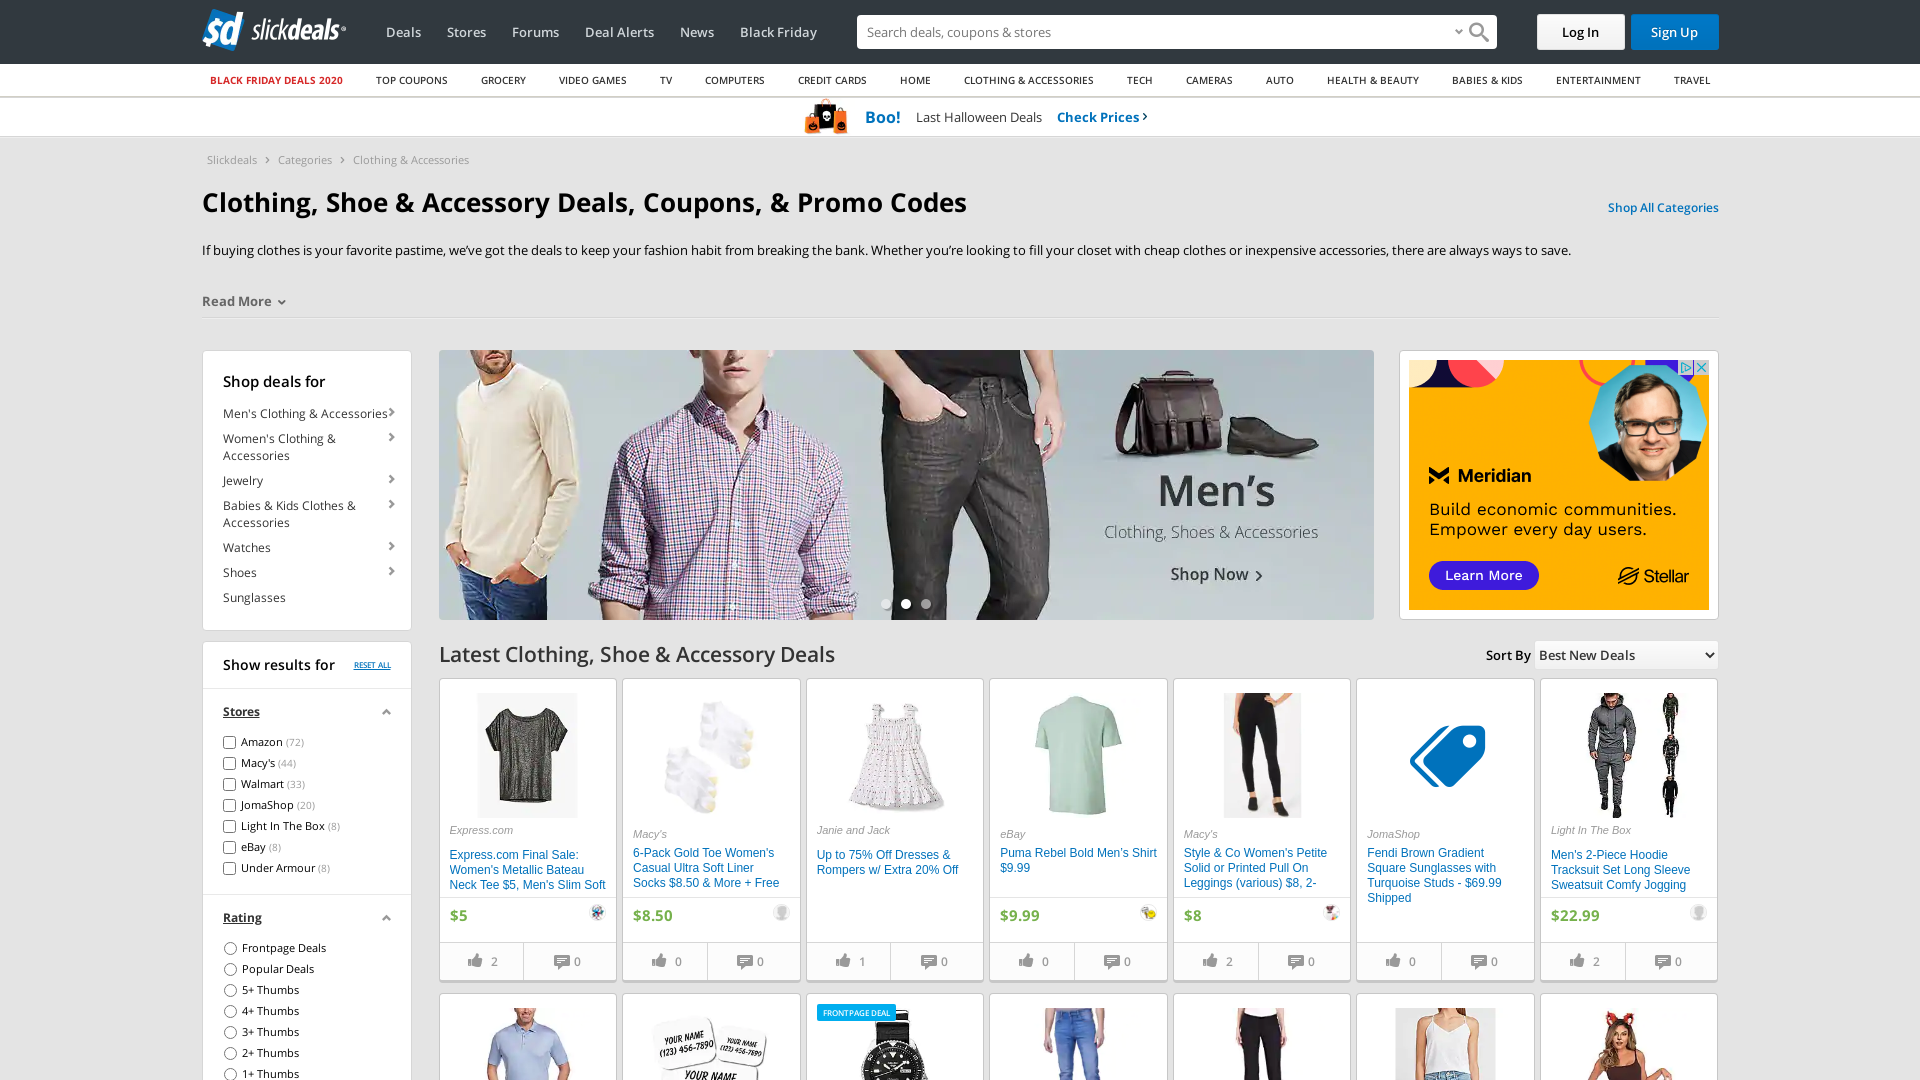 $d slickdeals
Deals
Stores
Forums
Deal Alerts
News
Black Friday
Search deals, coupons & stores
Log In
Sign Up
BLACK FRIDAY DEALS 2020
TOP COUPONS
GROCERY
VIDEO GAMES
TV
COMPUTERS
CREDIT CARDS
HOME
CLOTHING & ACCESSORIES
TECH
CAMERAS
AUTO
HEALTH & BEAUTY
BABIES & KIDS
ENTERTAINMENT
TRAVEL
Boo! Last Halloween Deals Check Prices
Slickdeals > Categories > Clothing & Accessories
Clothing, Shoe & Accessory Deals, Coupons, & Promo Codes
Shop All Categories
If buying clothes is your favorite pastime, we’ve got the deals to keep your fashion habit from breaking the bank. Whether you’re looking to fill your closet with cheap clothes or inexpensive accessories, there are always ways to save.
Read More
Shop deals for
Men's Clothing & Accessories
Women's Clothing &
Accessories
Jewelry
Babies & Kids Clothes &
Accessories
Watches
Shoes
Sunglasses
Men’s
Clothing, Shoes & Accessories
Shop Now
Meridian
Build economic communities.
Empower every day users.
Learn More
Stellar
Show results for
RESET ALL
Stores
Amazon (72)
Macy's (44)
Walmart (33)
JomaShop (20)
Light In The Box (8)
eBay (8)
Under Armour (8)
Rating
Frontpage Deals
Popular Deals
5+ Thumbs
4+ Thumbs
3+ Thumbs
2+ Thumbs
1+ Thumbs
Latest Clothing, Shoe & Accessory Deals
Sort By Best New Deals
Express.com
Express.com Final Sale:
Women's Metallic Bateau
Neck Tee $5, Men's Slim Soft
$5
2
0
Macy's
6-Pack Gold Toe Women's
Casual Ultra Soft Liner
Socks $8.50 & More + Free
$8.50
0
0
Janie and Jack
Up to 75% Off Dresses &
Rompers w/ Extra 20% Off
1
0
eBay
Puma Rebel Bold Men’s Shirt
$9.99
$9.99
0
0
Macy's
Style & Co Women's Petite
Solid or Printed Pull On
Leggings (various) $8, 2-
$8
2
0
JomaShop
Fendi Brown Gradient
Square Sunglasses with
Turquoise Studs - $69.99
Shipped
0
0
Light In The Box
Men's 2-Piece Hoodie
Tracksuit Set Long Sleeve
Sweatsuit Comfy Jogging
$22.99
2
0
YOUR NAME
(123) 456-7890
YOUR NAME
(123) 456-7890
YOUR NAME
FRONTPAGE DEAL